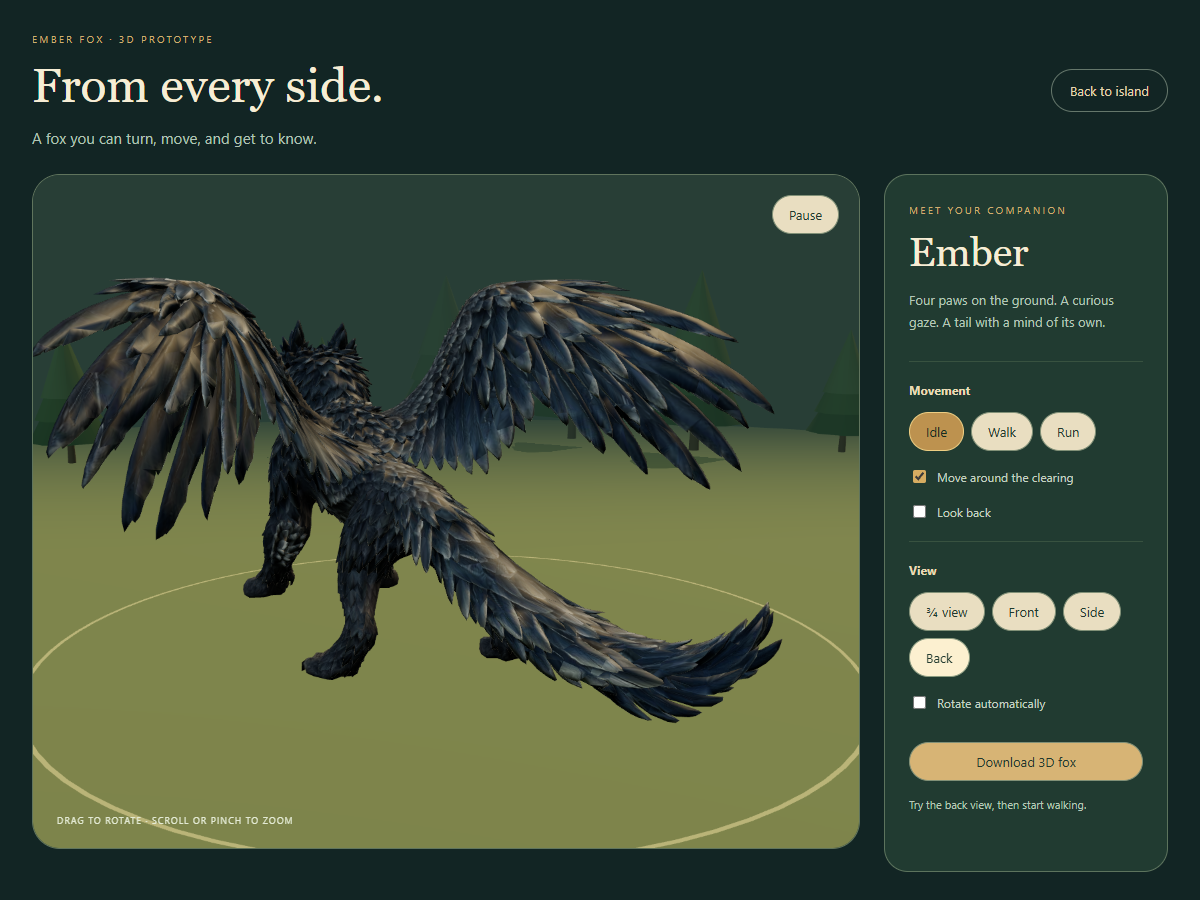 EMBER FOX · 3D PROTOTYPE
From every side.
A fox you can turn, move, and get to know.
Back to island
Pause
DRAG TO ROTATE · SCROLL OR PINCH TO ZOOM
MEET YOUR COMPANION
Ember
Four paws on the ground. A curious
gaze. A tail with a mind of its own.
Movement
Idle
Walk
Run
Move around the clearing
Look back
View
¾ view
Front
Side
Back
Rotate automatically
Download 3D fox
Try the back view, then start walking.